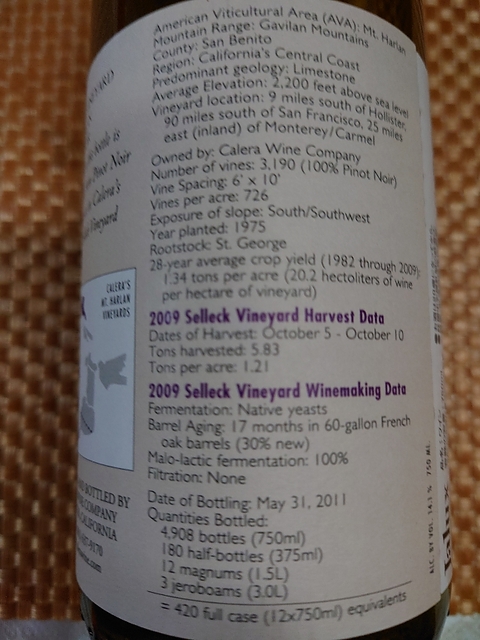 American Viticultural Area (AVA): Mt. Harlan
Mountain Range: Gavilan Mountains
County: San Benito
Region: California's Central Coast
Predominant geology: Limestone
Average Elevation: 2,200 feet above sea level
Vineyard location: 9 miles south of Hollister,
90 miles south of San Francisco, 25 miles
east (inland) of Monterey/Carmel
Owned by: Calera Wine Company
Number of vines: 3,190 (100% Pinot Noir)
Vine Spacing: 6' x 10'
Vines per acre: 726
Exposure of slope: South/Southwest
Year planted: 1975
Rootstock: St. George
28-year average crop yield (1982 through 2009):
1.34 tons per acre (20.2 hectoliters of wine
per hectare of vineyard)
2009 Selleck Vineyard Harvest Data
Dates of Harvest: October 5 - October 10
Tons harvested: 5.83
Tons per acre: 1.21
2009 Selleck Vineyard Winemaking Data
Fermentation: Native yeasts
Barrel Aging: 17 months in 60-gallon French
oak barrels (30% new)
Malo-lactic fermentation: 100%
Filtration: None
Date of Bottling: May 31, 2011
Quantities Bottled:
4,908 bottles (750ml)
180 half-bottles (375ml)
12 magnums (1.5L)
3 jeroboams (3.0L)
= 420 full case (12x750ml) equivalents
is
Pinot Noir
Calera's
Vineyard
CALERA'S
MT. HARLAN
VINEYARDS
BOTTLED BY
COMPANY
CALIFORNIA
ALC. BY VOL. 14.1 % 750 ML